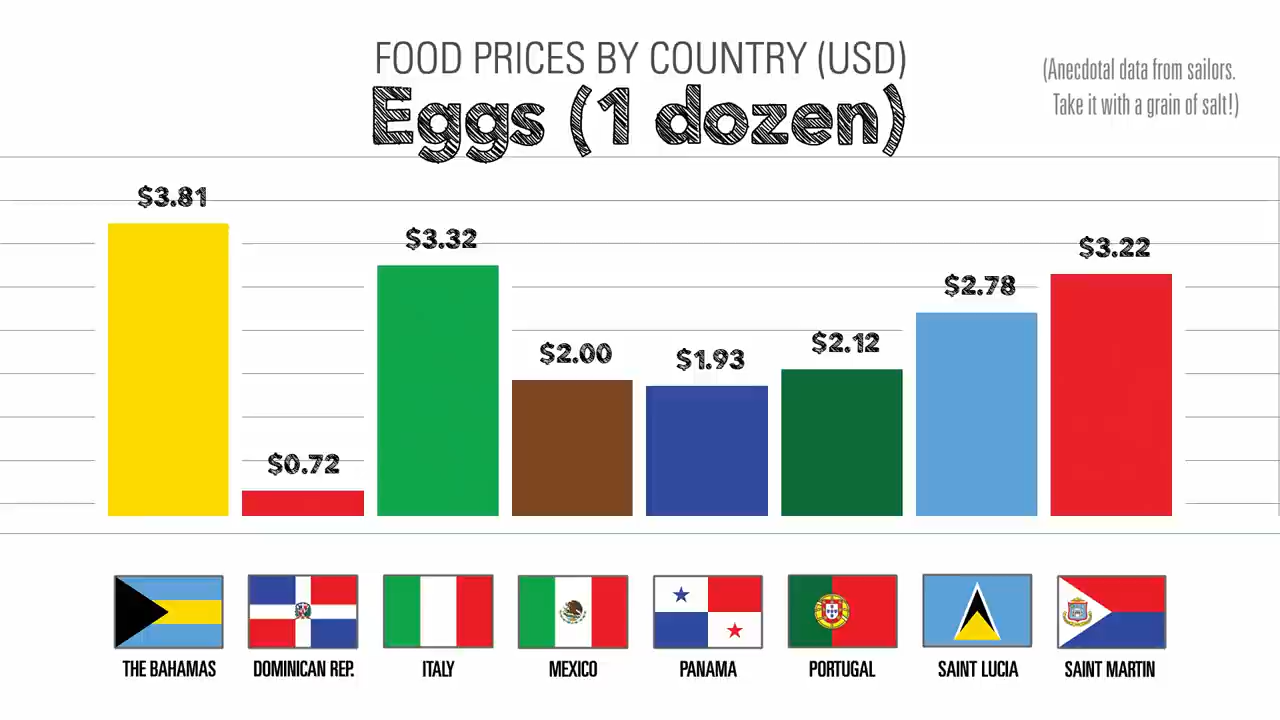 FOOD PRICES BY COUNTRY (USD)
Eggs (1 dozen)
(Anecdotal data from sailors.
Take it with a grain of salt!)
$3.81
$0.72
$3.32
$2.00
$1.93
$2.12
$2.78
$3.22
THE BAHAMAS
DOMINICAN REP.
ITALY
MEXICO
PANAMA
PORTUGAL
SAINT LUCIA
SAINT MARTIN